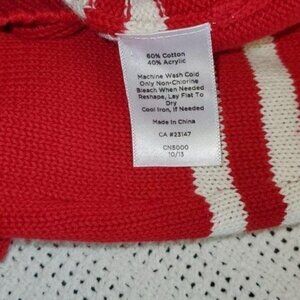 60% Cotton
40% Acrylic
Machine Wash Cold
Only Non-Chlorine
Bleach When Needed
Reshape, Lay Flat To
Dry
Cool Iron, If Needed
Made In China
CA #23147
CN5000
10/13